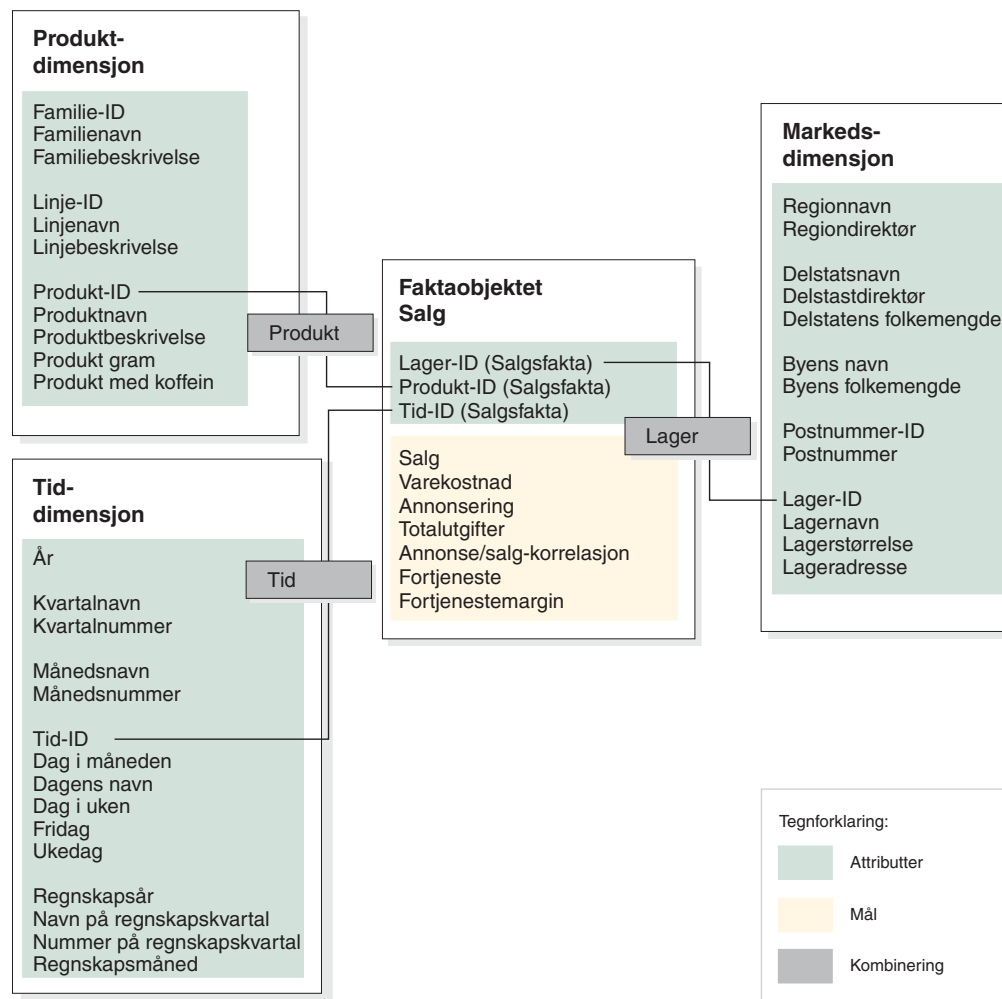 Produkt-
dimensjon
Familie-ID
Familienavn
Familiebeskrivelse
Linje-ID
Linjenavn
Linjebeskrivelse
Produkt-ID
Produktnavn
Produktbeskrivelse
Produkt gram
Produkt med koffein
Produkt
Tid-
dimensjon
År
Kvartalnavn
Kvartalnummer
Månedsnavn
Månedsnummer
Tid-ID
Dag i måneden
Dagens navn
Dag i uken
Fridag
Ukedag
Regnskapsår
Navn på regnskapskvartal
Nummer på regnskapskvartal
Regnskapsmåned
Tid
Faktaobjektet
Salg
Lager-ID (Salgsfakta)
Produkt-ID (Salgsfakta)
Tid-ID (Salgsfakta)
Salg
Varekostnad
Annonsering
Totalutgifter
Annonse/salg-korrelasjon
Fortjeneste
Fortjenestemargin
Lager
Markeds-
dimensjon
Regionnavn
Regiondirektør
Delstatsnavn
Delstastdirektør
Delstatens folkemengde
Byens navn
Byens folkemengde
Postnummer-ID
Postnummer
Lager-ID
Lagernavn
Lagerstørrelse
Lageradresse
Tegnforklaring:
Attributter
Mål
Kombinering